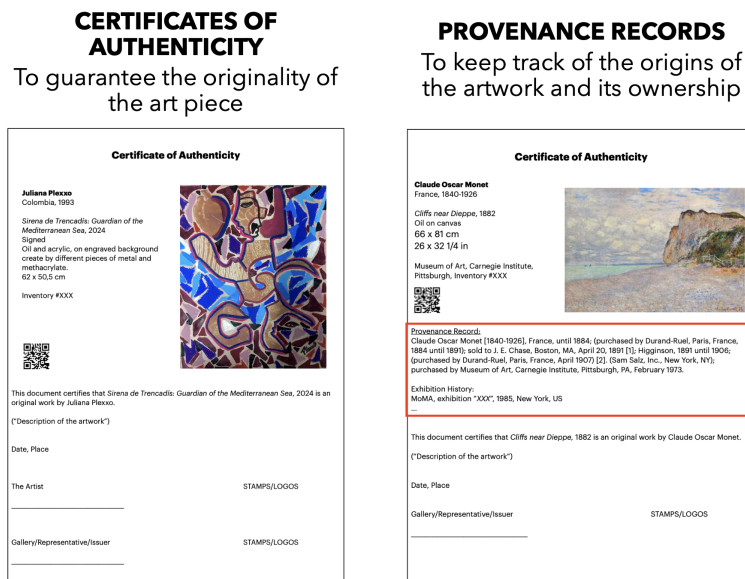 CERTIFICATES OF
AUTHENTICITY
To guarantee the originality of
the art piece
Certificate of Authenticity
Juliana Plexxo
Colombia, 1993
Sirena de Trencadís: Guardian of the
Mediterranean Sea, 2024
Signed
Oil and acrylic, on engraved background
create by different pieces of metal and
methacrylate.
62 x 50,5 cm
Inventory #XXX
This document certifies that Sirena de Trencadís: Guardian of the Mediterranean Sea, 2024 is an
original work by Juliana Plexxo.
("Description of the artwork")
Date, Place
The Artist STAMPS/LOGOS
Gallery/Representative/Issuer STAMPS/LOGOS
PROVENANCE RECORDS
To keep track of the origins of
the artwork and its ownership
Certificate of Authenticity
Claude Oscar Monet
France, 1840-1926
Cliffs near Dieppe, 1882
Oil on canvas
66 x 81 cm
26 x 32 1/4 in
Museum of Art, Carnegie Institute,
Pittsburgh, Inventory #XXX
Provenance Record:
Claude Oscar Monet [1840-1926], France, until 1884; (purchased by Durand-Ruel, Paris, France,
1884 until 1891); sold to J. E. Chase, Boston, MA, April 20, 1891 [1]; Higginson, 1891 until 1906;
(purchased by Durand-Ruel, Paris, France, April 1907) [2]. (Sam Salz, Inc., New York, NY);
purchased by Museum of Art, Carnegie Institute, Pittsburgh, PA, February 1973.
Exhibition History:
MoMA, exhibition "XXX", 1985, New York, US
...
This document certifies that Cliffs near Dieppe, 1882 is an original work by Claude Oscar Monet.
("Description of the artwork")
Date, Place
Gallery/Representative/Issuer STAMPS/LOGOS